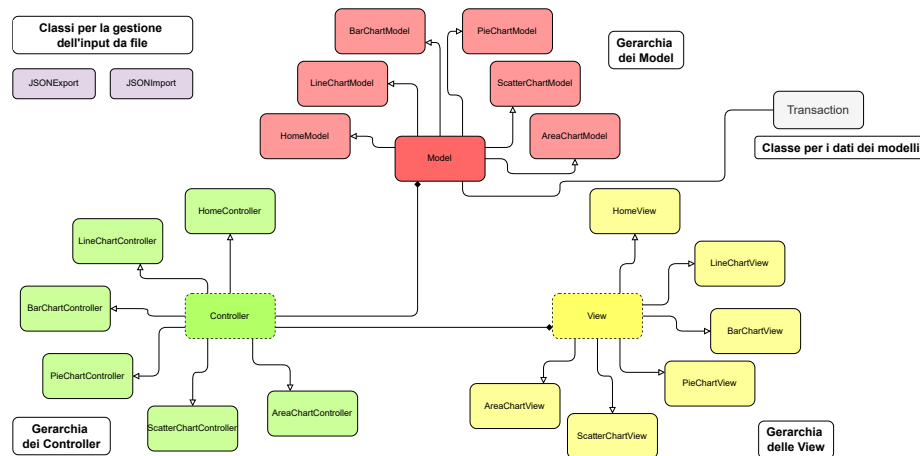 Classi per la gestione
dell'input da file
JSONExport
JSONImport
BarChartModel
PieChartModel
Gerarchia
dei Model
LineChartModel
ScatterChartModel
HomeModel
AreaChartModel
Model
Transaction
Classe per i dati dei modelli
HomeController
LineChartController
BarChartController
Controller
PieChartController
ScatterChartController
AreaChartController
Gerarchia
dei Controller
HomeView
LineChartView
View
BarChartView
PieChartView
AreaChartView
ScatterChartView
Gerarchia
delle View